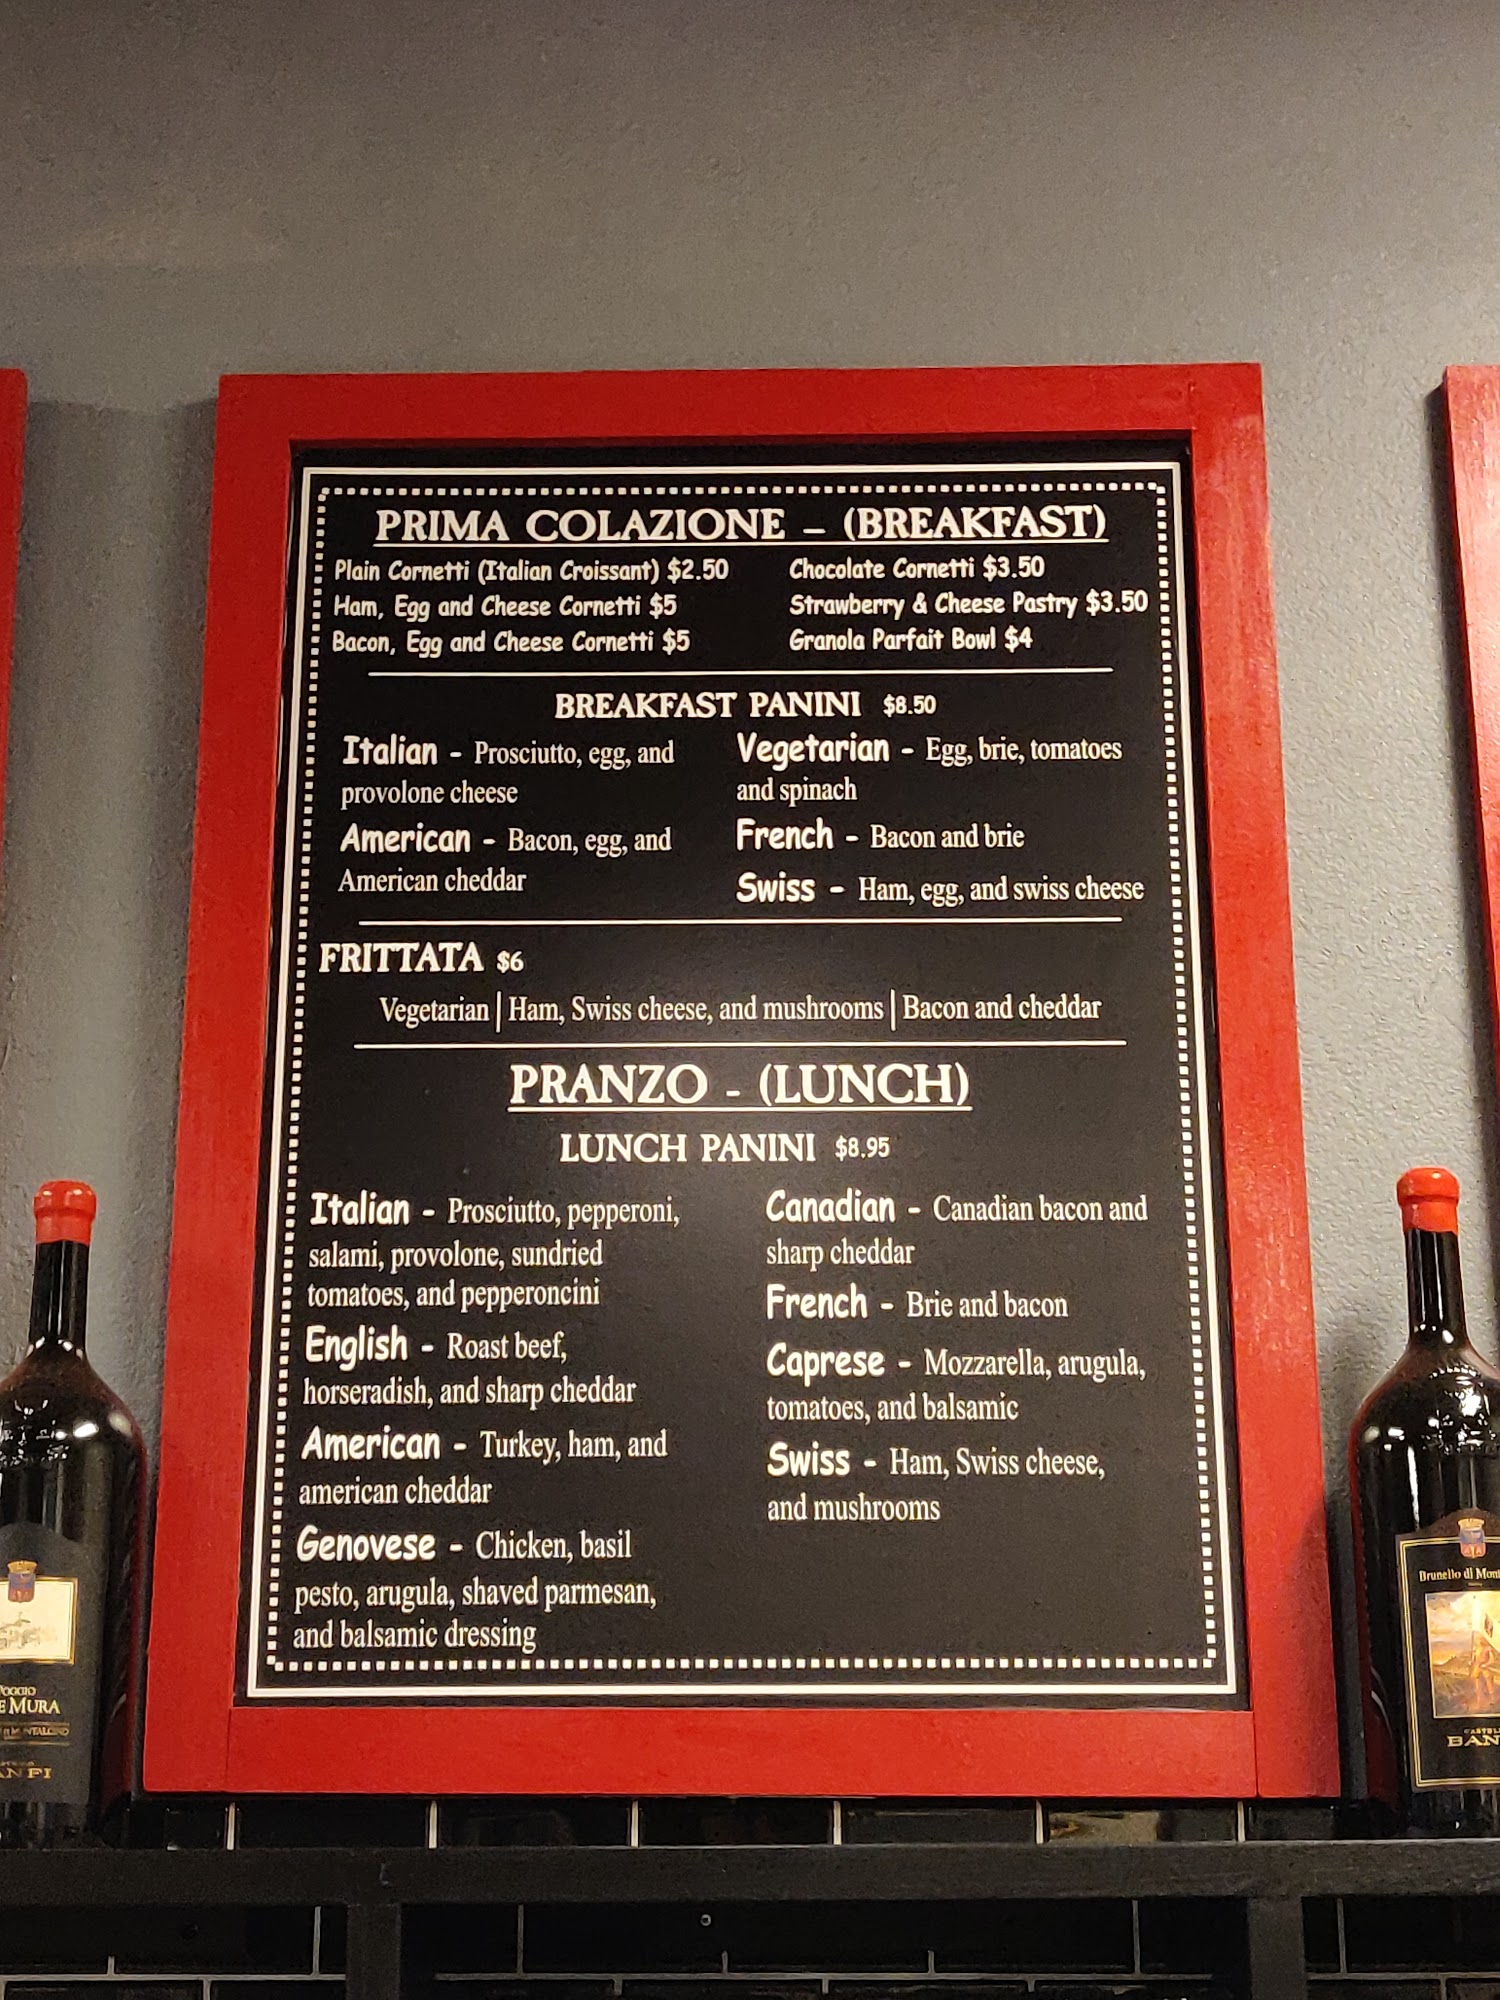 PRIMA COLAZIONE - (BREAKFAST)
Plain Cornetti (Italian Croissant) $2.50
Ham, Egg and Cheese Cornetti $5
Bacon, Egg and Cheese Cornetti $5
Chocolate Cornetti $3.50
Strawberry & Cheese Pastry $3.50
Granola Parfait Bowl $4
BREAKFAST PANINI $8.50
Italian - Prosciutto, egg, and
provolone cheese
American - Bacon, egg, and
American cheddar
Vegetarian - Egg, brie, tomatoes
and spinach
French - Bacon and brie
Swiss - Ham, egg, and swiss cheese
FRITTATA $6
Vegetarian | Ham, Swiss cheese, and mushrooms | Bacon and cheddar
PRANZO - (LUNCH)
LUNCH PANINI $8.95
Italian - Prosciutto, pepperoni,
salami, provolone, sundried
tomatoes, and pepperoncini
English - Roast beef,
horseradish, and sharp cheddar
American - Turkey, ham, and
american cheddar
Genovese - Chicken, basil
pesto, arugula, shaved parmesan,
and balsamic dressing
Canadian - Canadian bacon and
sharp cheddar
French - Brie and bacon
Caprese - Mozzarella, arugula,
tomatoes, and balsamic
Swiss - Ham, Swiss cheese,
and mushrooms
MURA
Brunello di